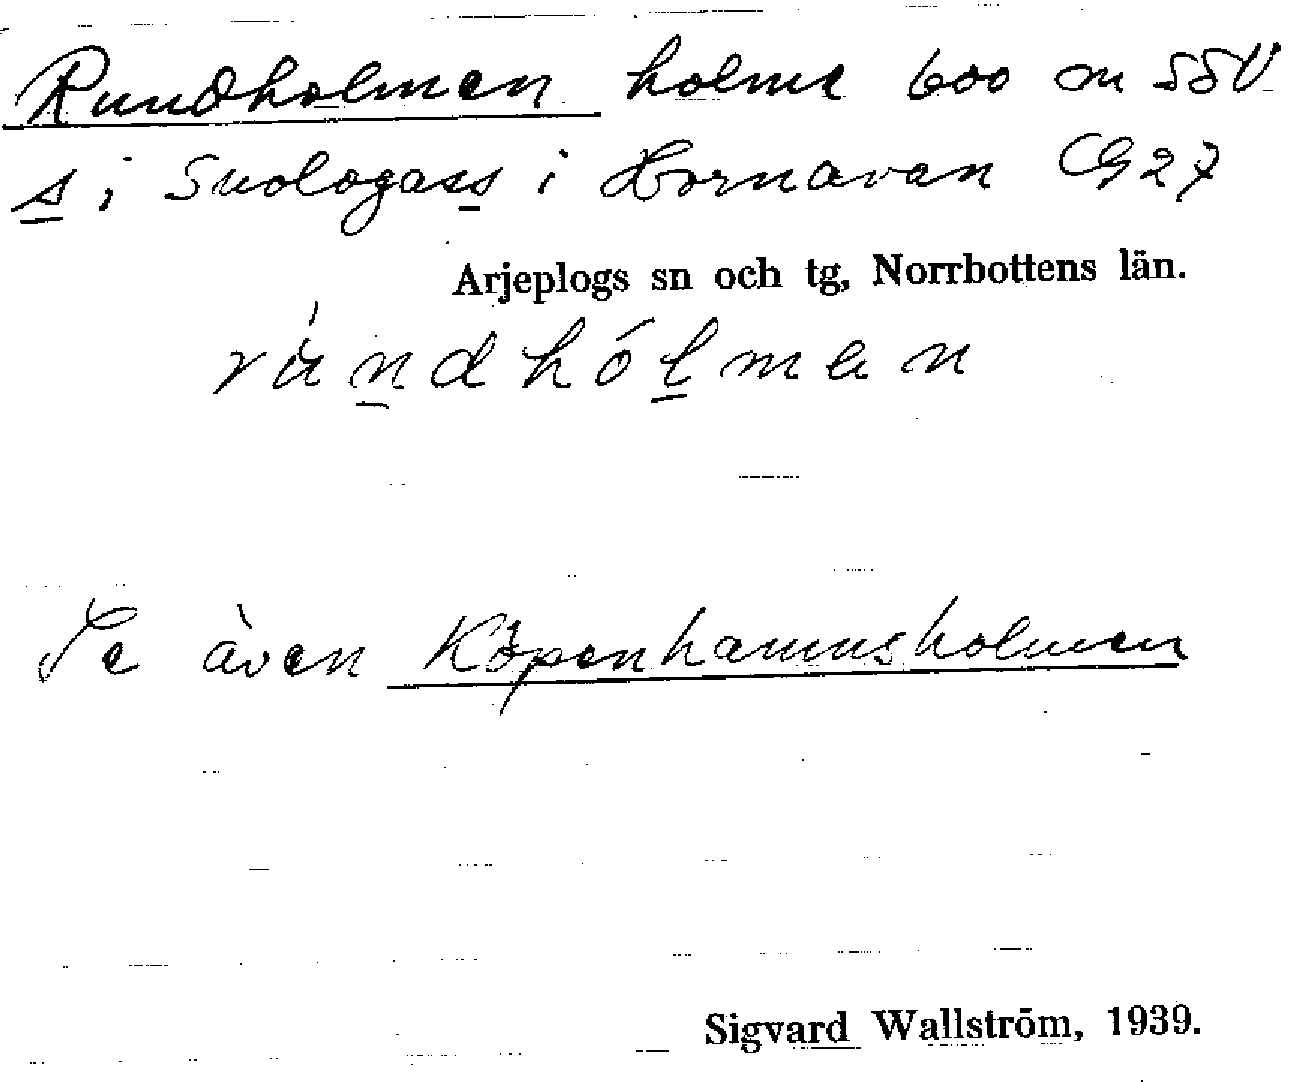 Rundholmen holme 600 m SSV
s i Suologass i Hornavan G27
Arjeplogs sn och tg, Norrbottens län.
rùndhólman
Se även Köpenhamnsholmen
Sigvard Wallström, 1939.